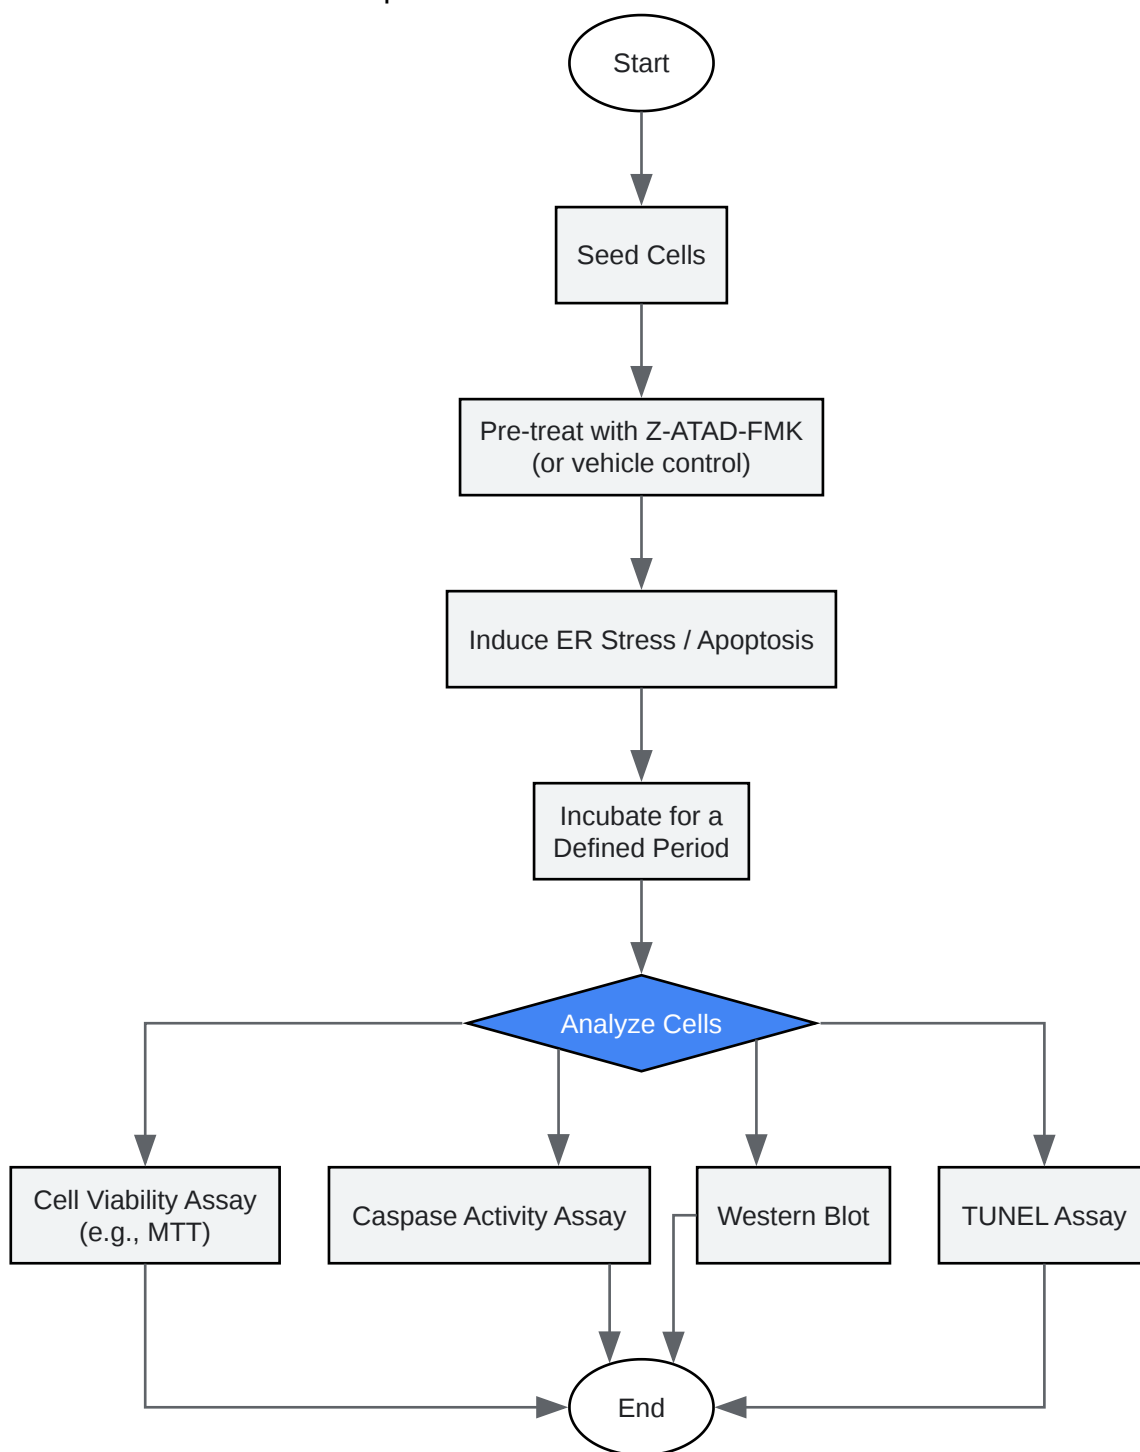 Start
Seed Cells
Pre-treat with Z-ATAD-FMK
(or vehicle control)
Induce ER Stress / Apoptosis
Incubate for a
Defined Period
Analyze Cells
Cell Viability Assay
(e.g., MTT)
Caspase Activity Assay
Western Blot
TUNEL Assay
End